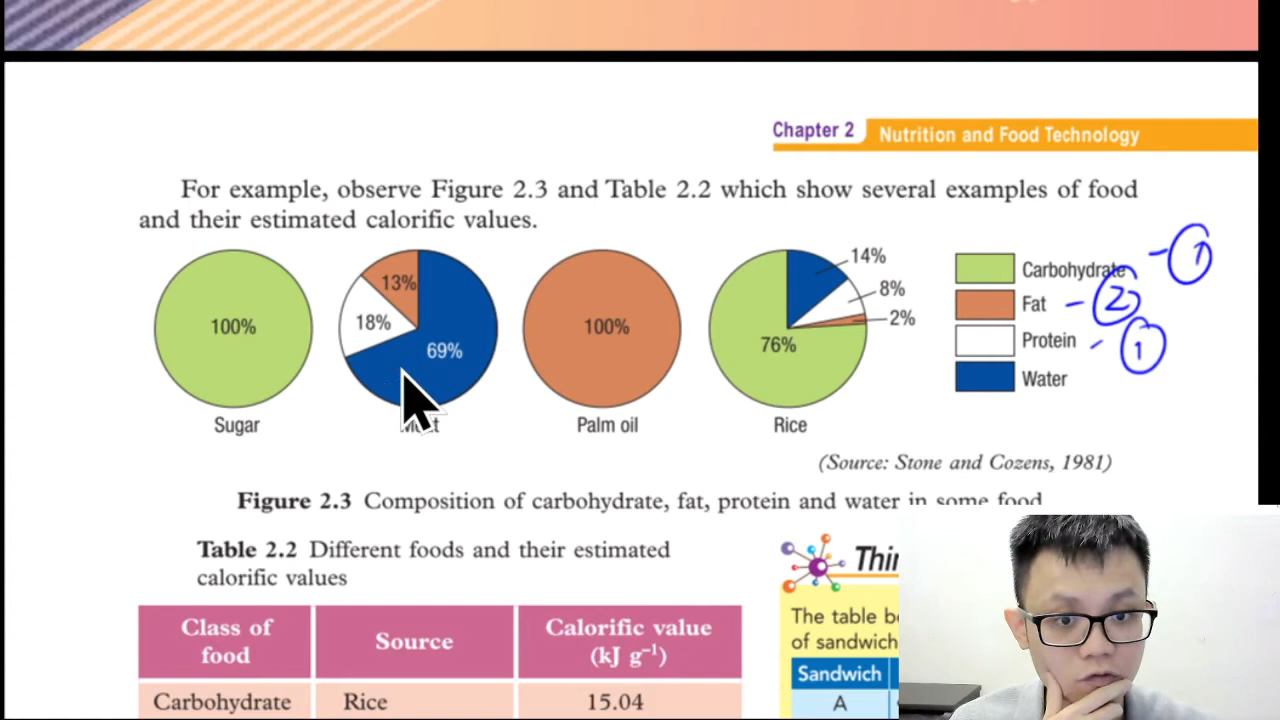 Chapter 2 Nutrition and Food Technology
For example, observe Figure 2.3 and Table 2.2 which show several examples of food
and their estimated calorific values.
100%
Sugar
13%
18%
69%
100%
Palm oil
14%
8%
2%
76%
Rice
Carbohydrate - 1
Fat - 2
Protein - 1
Water
(Source: Stone and Cozens, 1981)
Figure 2.3 Composition of carbohydrate, fat, protein and water in some food
Table 2.2 Different foods and their estimated
calorific values
Class of
food
Source
Calorific value
(kJ g⁻¹)
Carbohydrate Rice 15.04
The table
of sandwich
Sandwich
A